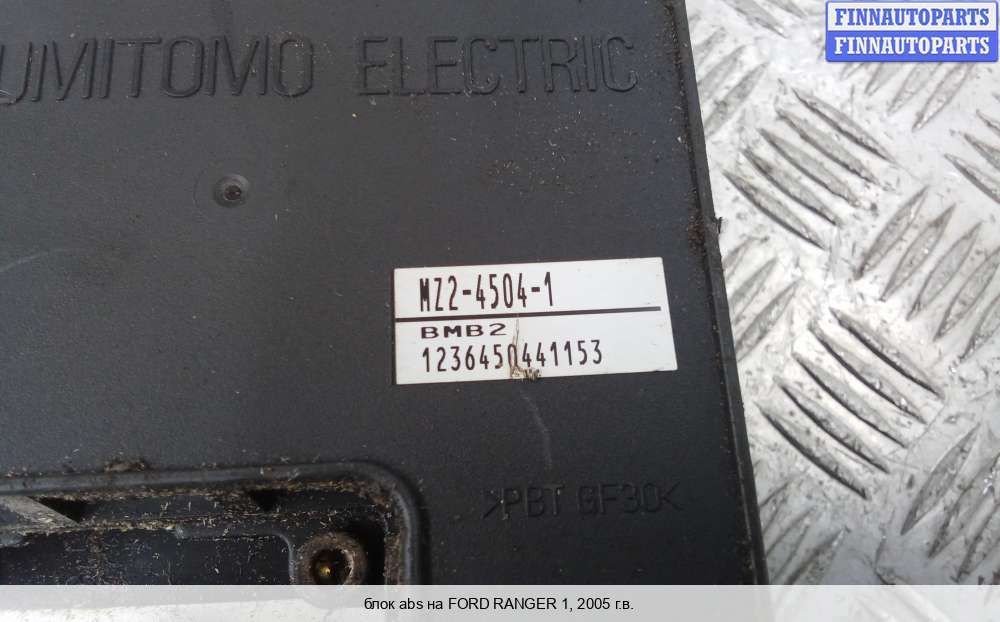 FINNAUTOPARTS
FINNAUTOPARTS
UMITOMO ELECTRIC
MZ2-4504-1
BMB2
1236450441153
>PBT GF30<
блок abs на FORD RANGER 1, 2005 г.в.